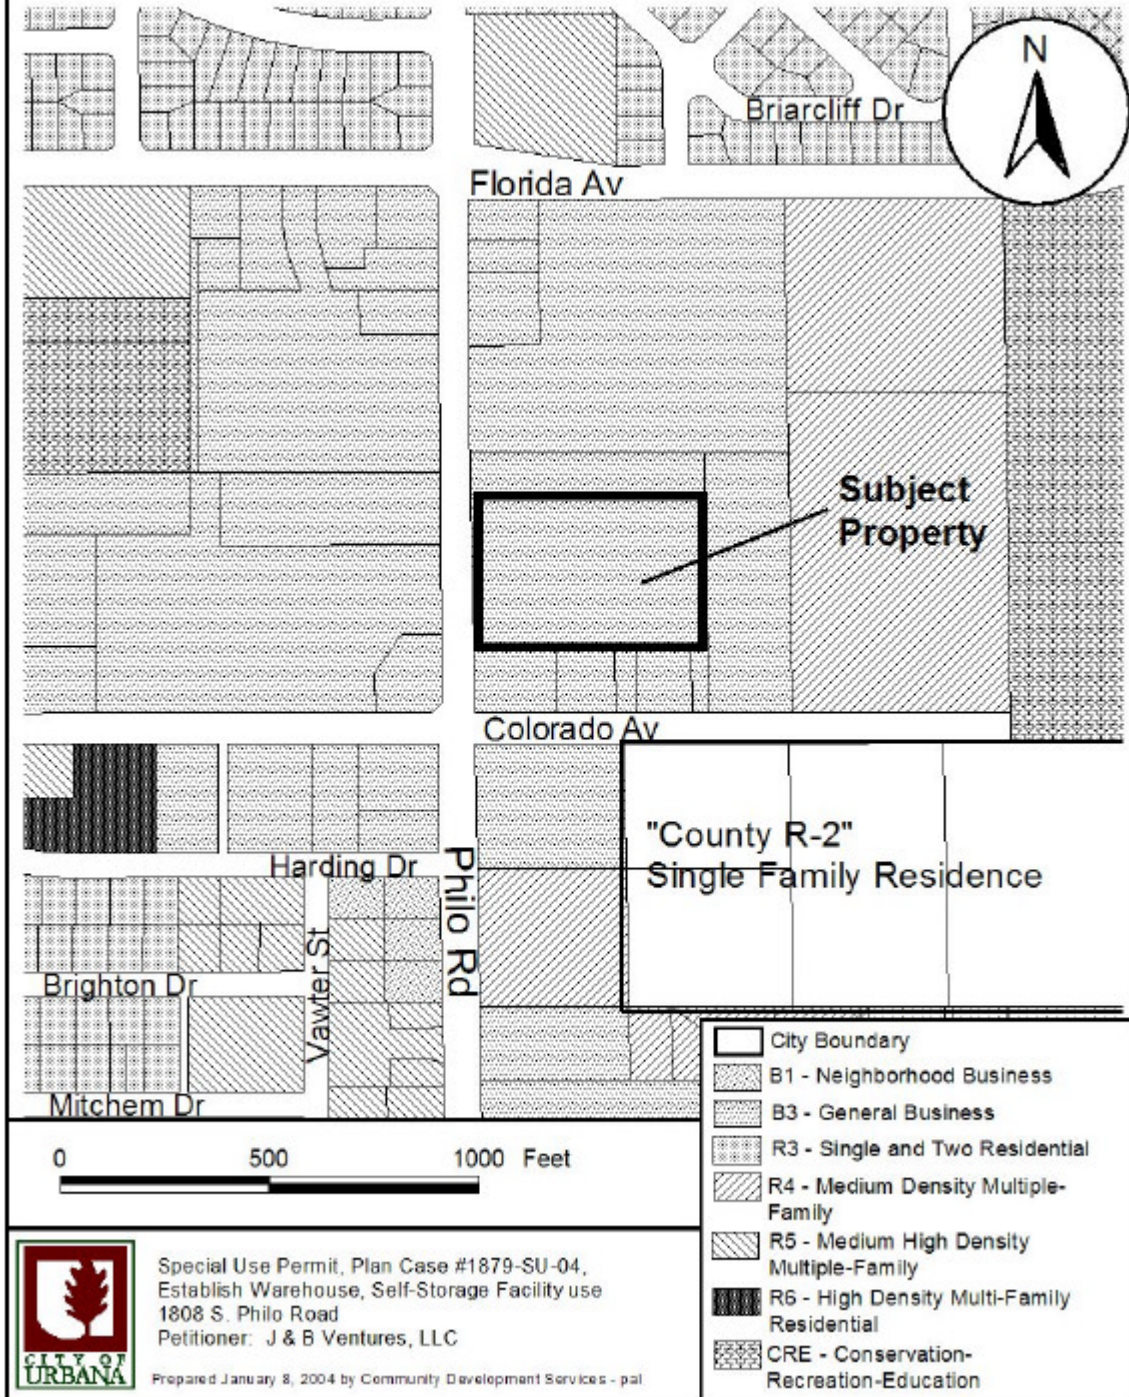 N
Briarcliff Dr
Florida Av
Subject
Property
Colorado Av
"County R-2"
Single Family Residence
Harding Dr
Philo Rd
Vawter St
Brighton Dr
Mitchem Dr
City Boundary
B1 - Neighborhood Business
B3 - General Business
R3 - Single and Two Residential
R4 - Medium Density Multiple-
Family
R5 - Medium High Density
Multiple-Family
R6 - High Density Multi-Family
Residential
CRE - Conservation-
Recreation-Education
0 500 1000 Feet
CITY OF
URBANA
Special Use Permit, Plan Case #1879-SU-04,
Establish Warehouse, Self-Storage Facility use
1808 S. Philo Road
Petitioner: J & B Ventures, LLC
Prepared January 8, 2004 by Community Development Services - pal